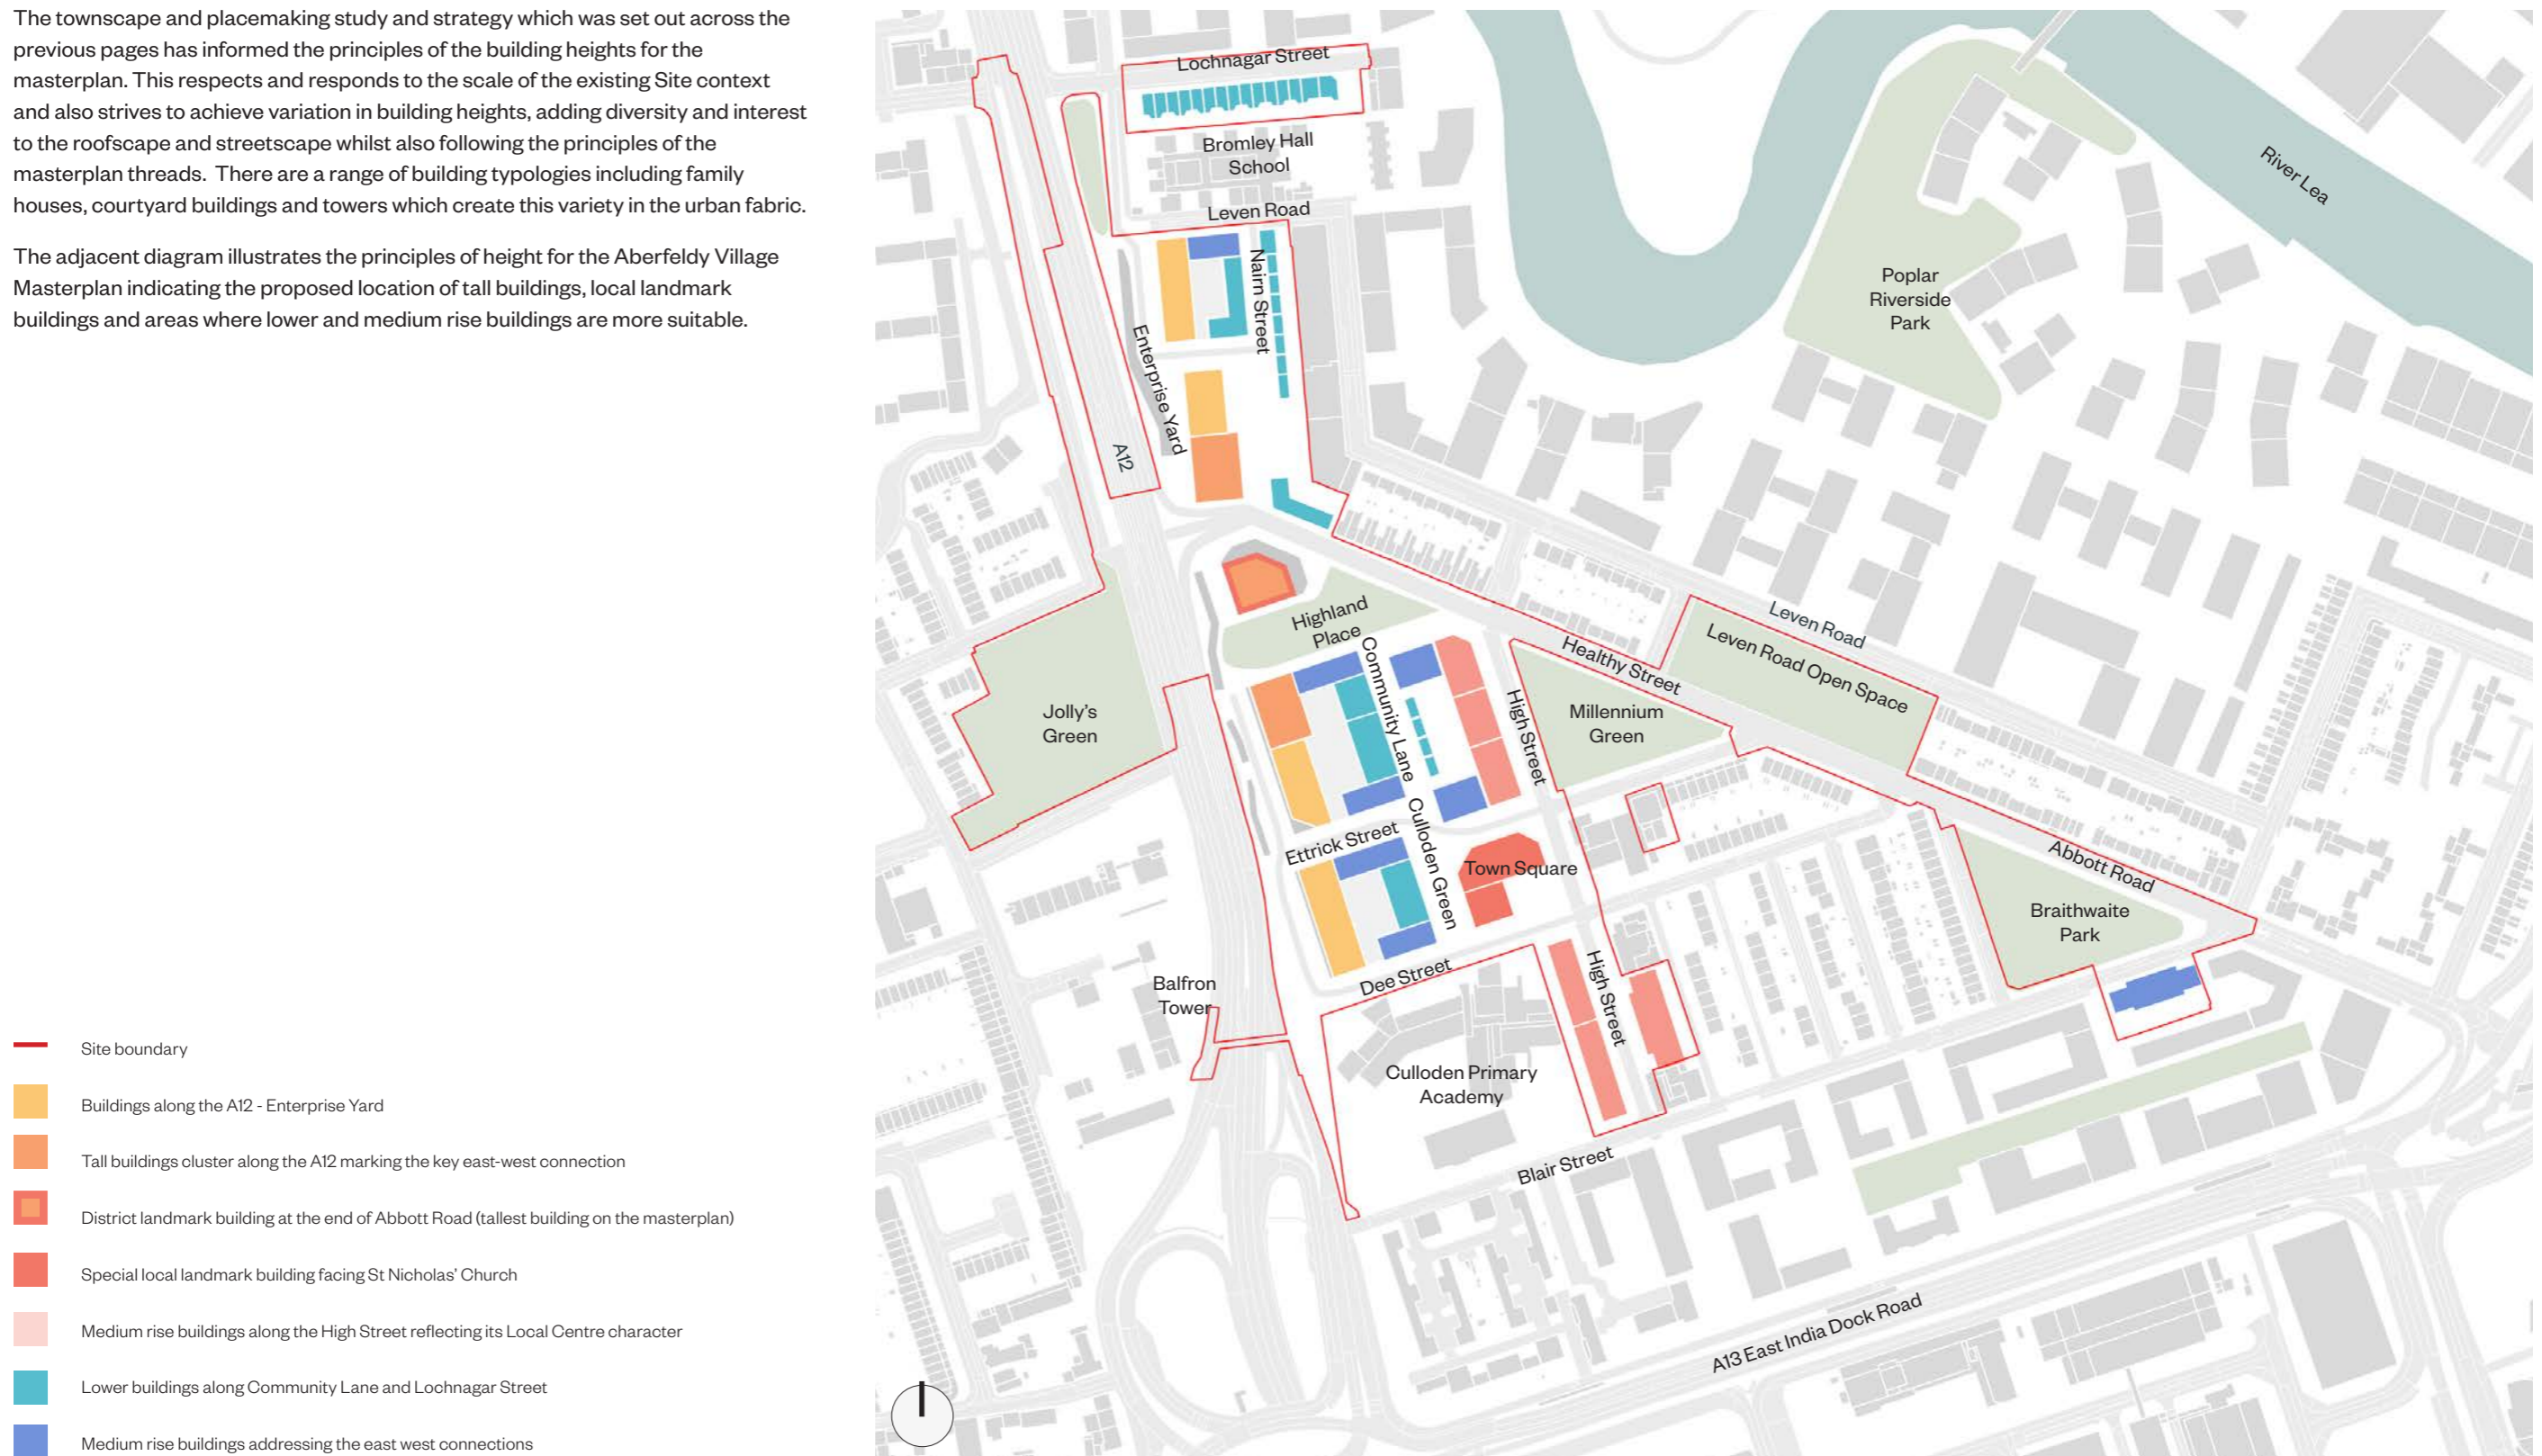 The townscape and placemaking study and strategy which was set out across the
previous pages has informed the principles of the building heights for the
masterplan. This respects and responds to the scale of the existing Site context
and also strives to achieve variation in building heights, adding diversity and interest
to the roofscape and streetscape whilst also following the principles of the
masterplan threads. There are a range of building typologies including family
houses, courtyard buildings and towers which create this variety in the urban fabric.
The adjacent diagram illustrates the principles of height for the Aberfeldy Village
Masterplan indicating the proposed location of tall buildings, local landmark
buildings and areas where lower and medium rise buildings are more suitable.
Site boundary
Buildings along the A12 - Enterprise Yard
Tall buildings cluster along the A12 marking the key east-west connection
District landmark building at the end of Abbott Road (tallest building on the masterplan)
Special local landmark building facing St Nicholas' Church
Medium rise buildings along the High Street reflecting its Local Centre character
Lower buildings along Community Lane and Lochnagar Street
Medium rise buildings addressing the east west connections
Lochnagar Street
Bromley Hall
School
Leven Road
Nairn Street
Enterprise Yard
A12
River Lea
Poplar
Riverside
Park
Highland
Place
Community Lane
High Street
Healthy Street
Leven Road
Leven Road Open Space
Millennium
Green
Jolly's
Green
Ettrick Street
Culloden Green
Town Square
Abbott Road
Braithwaite
Park
Dee Street
High Street
Balfron
Tower
Culloden Primary
Academy
Blair Street
A13 East India Dock Road